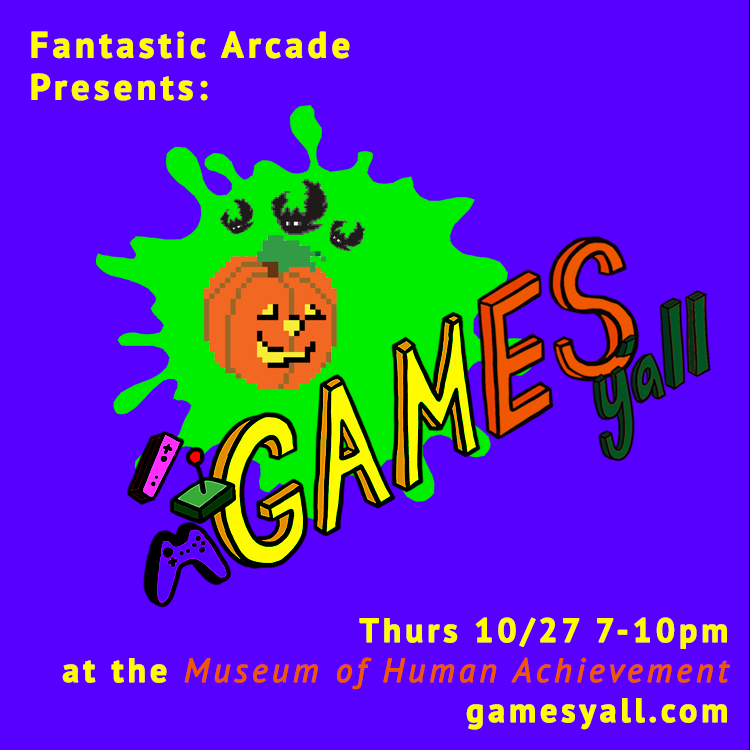 Fantastic Arcade
Presents:
GAMES
yall
Thurs 10/27 7-10pm
at the Museum of Human Achievement
gamesyall.com